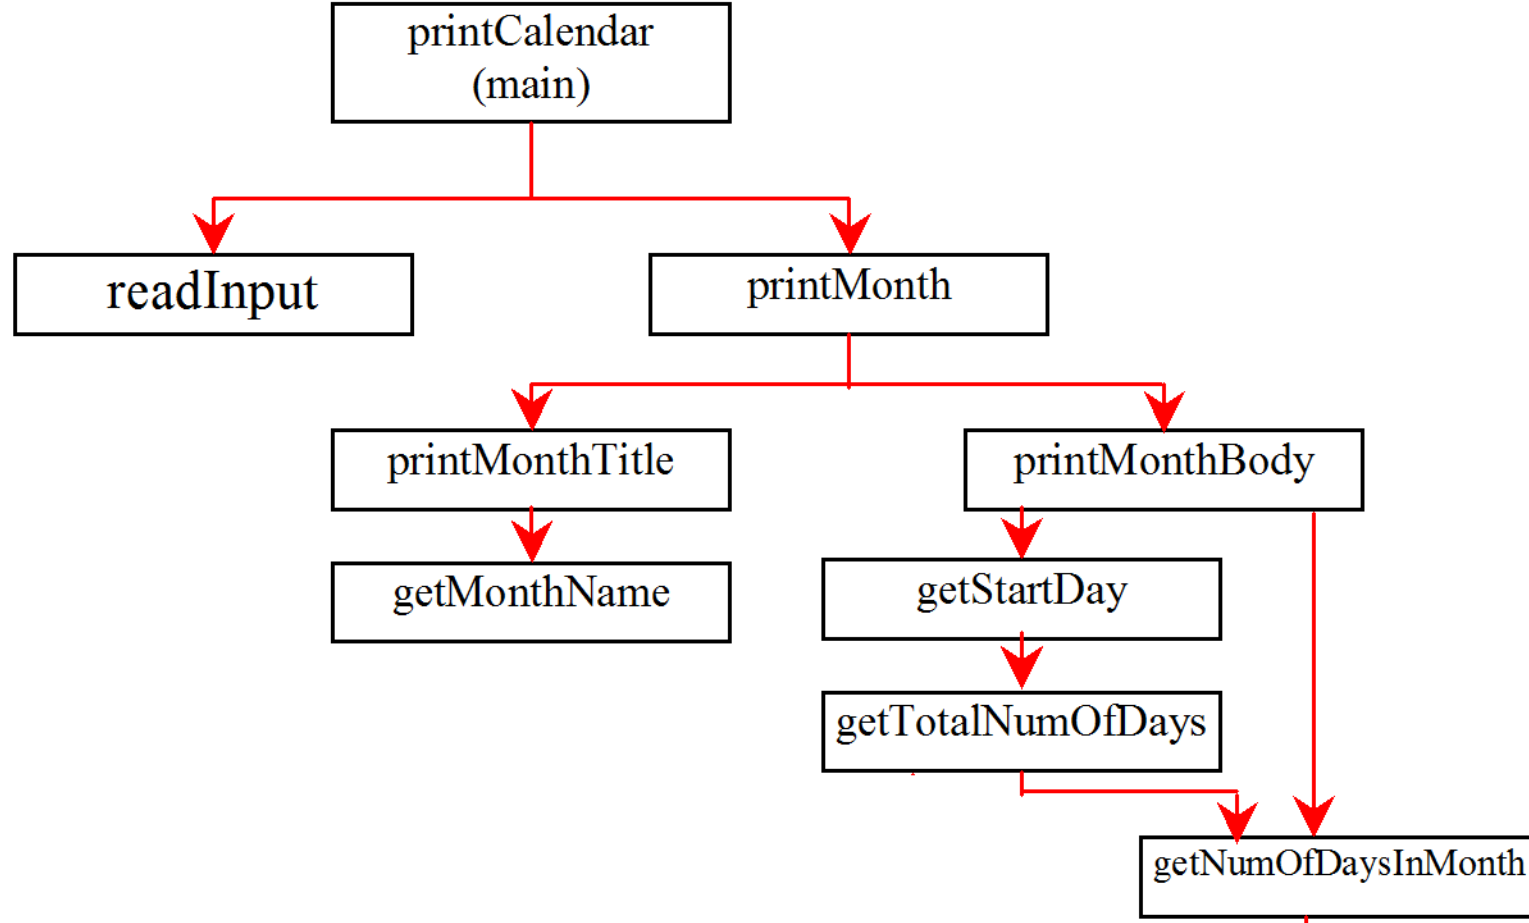 printCalendar
(main)
readInput
printMonth
printMonthTitle
printMonthBody
getMonthName
getStartDay
getTotalNumOfDays
getNumOfDaysInMonth